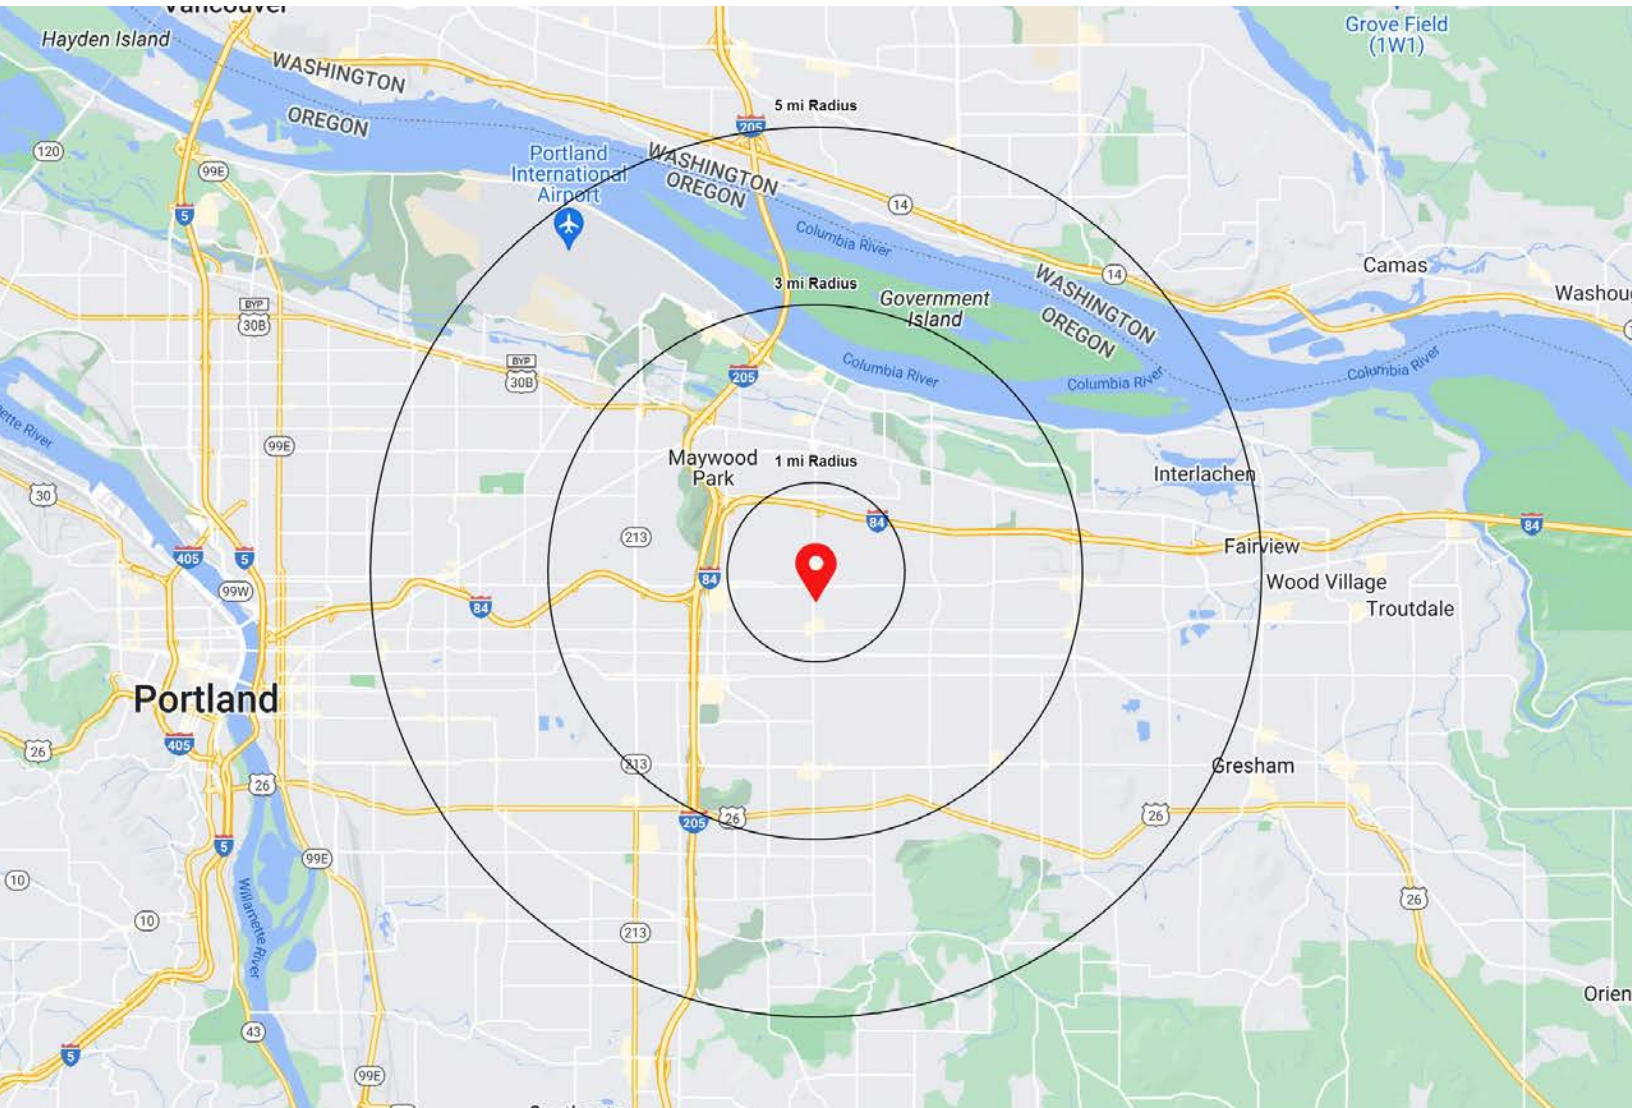 Vancouver
Hayden Island
WASHINGTON
OREGON
Grove Field
(1W1)
5 mi Radius
205
120
99E
Portland
International
Airport
WASHINGTON
OREGON
5
14
Columbia River
14
Camas
WASHINGTON
OREGON
3 mi Radius
Government
Island
BYP
30B
BYP
30B
205
Columbia River
Columbia River
Columbia River
99E
Maywood
Park
1 mi Radius
Interlachen
30
213
84
84
405
5
84
Fairview
99W
84
Wood Village
Troutdale
Portland
405
26
213
Gresham
26
205
26
26
5
99E
10
26
10
213
Willamette River
43
5
99E